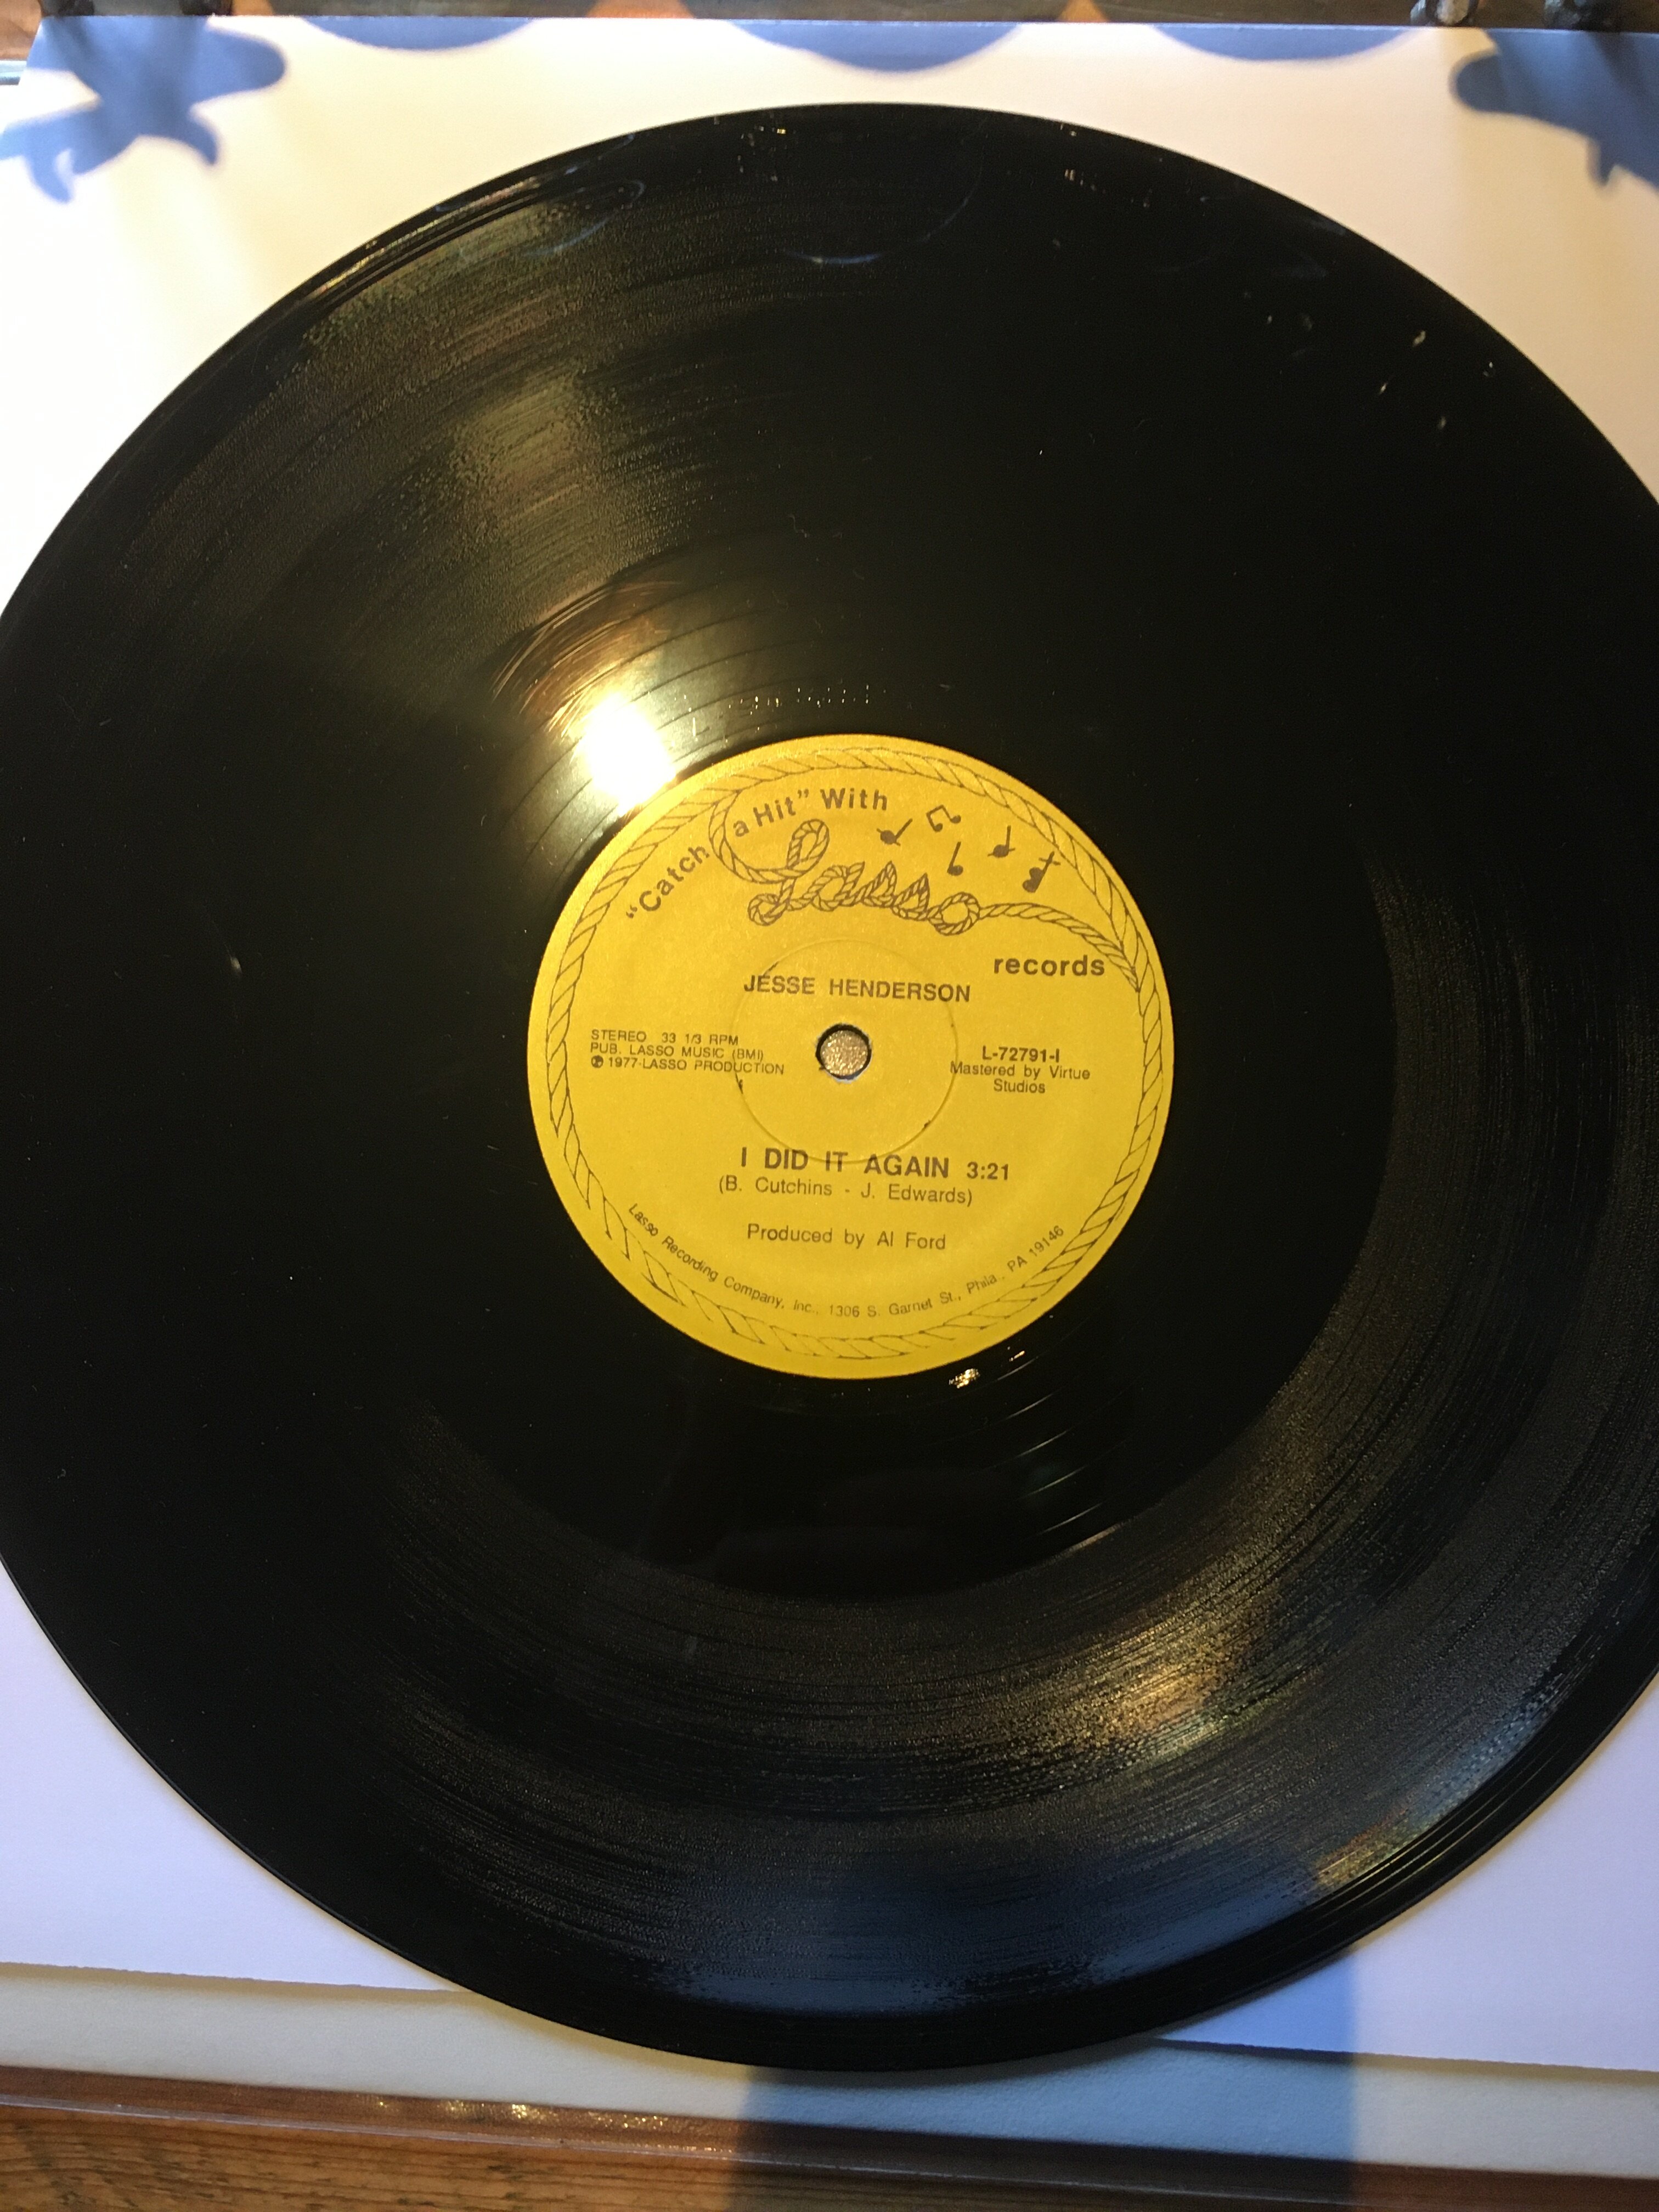 "Catch a Hit" With
Lasso
records
JESSE HENDERSON
STEREO 33 1/3 RPM
PUB. LASSO MUSIC (BMI)
℗ 1977-LASSO PRODUCTION
L-72791-I
Mastered by Virtue
Studios
I DID IT AGAIN 3:21
(B. Cutchins - J. Edwards)
Produced by Al Ford
Lasso Recording Company, Inc., 1306 S. Garnet St., Phila., PA 19146